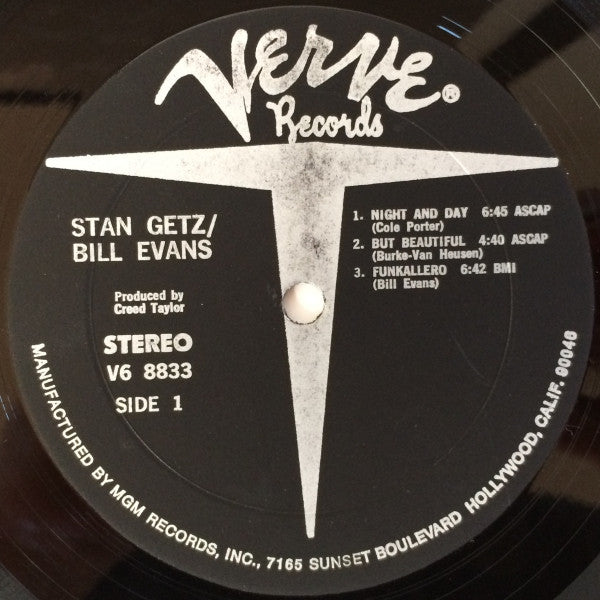 VERVE®
Records
STAN GETZ/
BILL EVANS
Produced by
Creed Taylor
STEREO
V6 8833
SIDE 1
1. NIGHT AND DAY 6:45 ASCAP
(Cole Porter)
2. BUT BEAUTIFUL 4:40 ASCAP
(Burke-Van Heusen)
3. FUNKALLERO 6:42 BMI
(Bill Evans)
MANUFACTURED BY MGM RECORDS, INC., 7165 SUNSET BOULEVARD HOLLYWOOD, CALIF. 90046